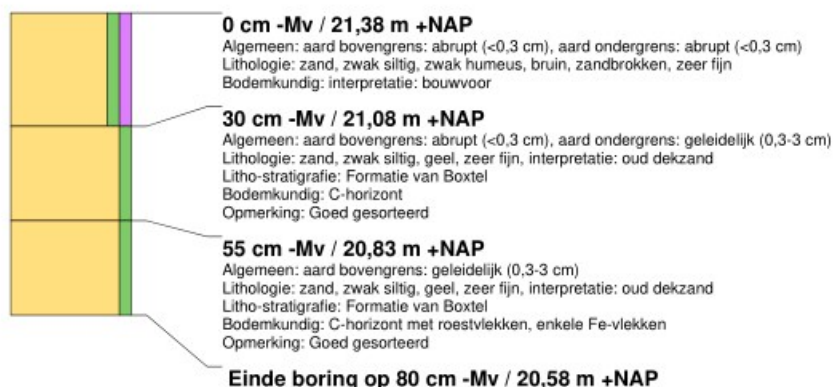 0 cm -Mv / 21,38 m +NAP
Algemeen: aard bovengrens: abrupt (<0,3 cm), aard ondergrens: abrupt (<0,3 cm)
Lithologie: zand, zwak siltig, zwak humeus, bruin, zandbrokken, zeer fijn
Bodemkundig: interpretatie: bouwvoor
30 cm -Mv / 21,08 m +NAP
Algemeen: aard bovengrens: abrupt (<0,3 cm), aard ondergrens: geleidelijk (0,3-3 cm)
Lithologie: zand, zwak siltig, geel, zeer fijn, interpretatie: oud dekzand
Litho-stratigrafie: Formatie van Boxtel
Bodemkundig: C-horizont
Opmerking: Goed gesorteerd
55 cm -Mv / 20,83 m +NAP
Algemeen: aard bovengrens: geleidelijk (0,3-3 cm)
Lithologie: zand, zwak siltig, geel, zeer fijn, interpretatie: oud dekzand
Litho-stratigrafie: Formatie van Boxtel
Bodemkundig: C-horizont met roestvlekken, enkele Fe-vlekken
Opmerking: Goed gesorteerd
Einde boring op 80 cm -Mv / 20,58 m +NAP